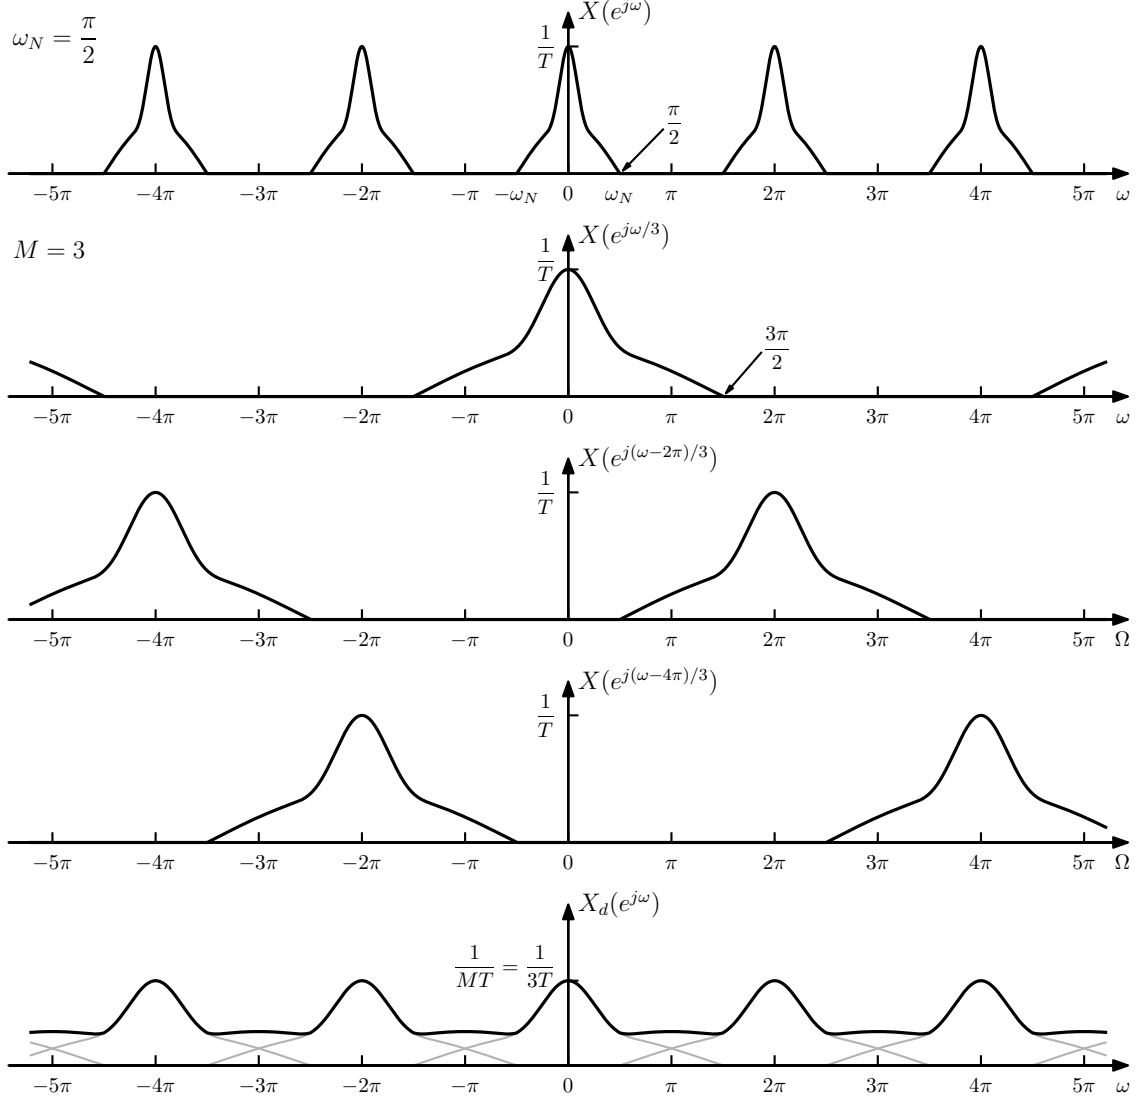 ω_N = π/2
X(e^{jω})
1/T
π/2
−5π −4π −3π −2π −π −ω_N 0 ω_N π 2π 3π 4π 5π ω
M = 3
X(e^{jω/3})
1/T
3π/2
−5π −4π −3π −2π −π 0 π 2π 3π 4π 5π ω
X(e^{j(ω−2π)/3})
1/T
−5π −4π −3π −2π −π 0 π 2π 3π 4π 5π Ω
X(e^{j(ω−4π)/3})
1/T
−5π −4π −3π −2π −π 0 π 2π 3π 4π 5π Ω
X_d(e^{jω})
1/MT = 1/3T
−5π −4π −3π −2π −π 0 π 2π 3π 4π 5π ω